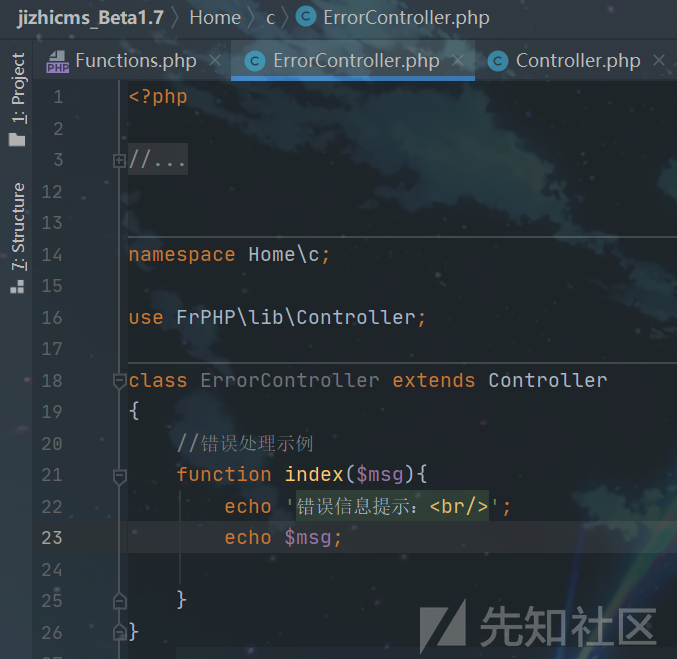 jizhicms_Beta1.7 〉 Home 〉 c 〉 C ErrorController.php
PHP Functions.php × C ErrorController.php × C Controller.php ×
1: Project
7: Structure
1 <?php
2
3 //...
12
13
14 namespace Home\c;
15
16 use FrPHP\lib\Controller;
17
18 class ErrorController extends Controller
19 {
20 //错误处理示例
21 function index($msg){
22 echo '错误信息提示：<br/>';
23 echo $msg;
24
25 }
26 }
27
先知社区